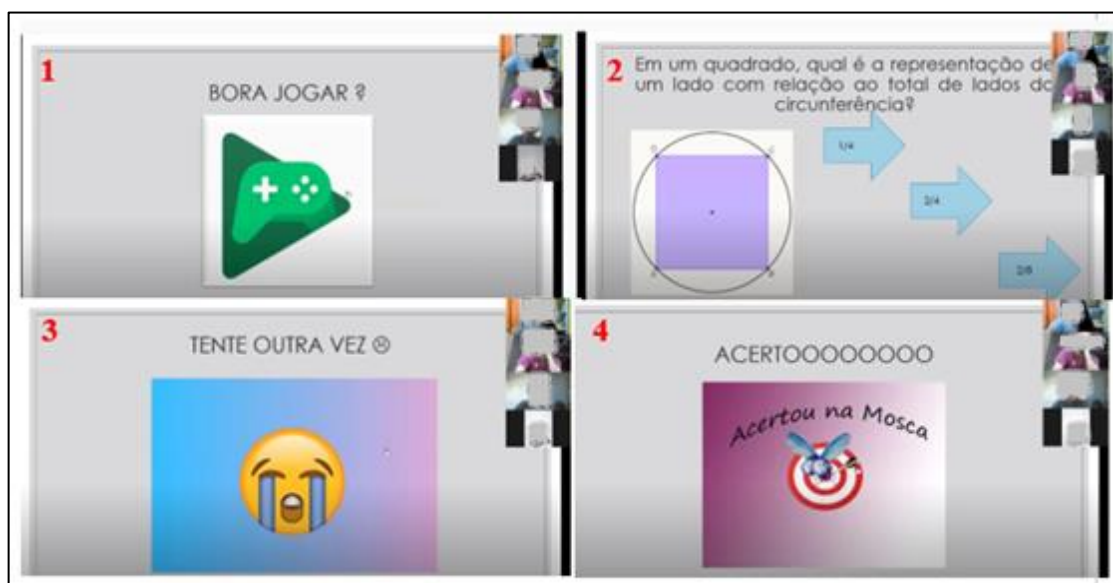 1
BORA JOGAR ?
2
Em um quadrado, qual é a representação de
um lado com relação ao total de lados da
circunferência?
1/4
2/4
2/8
3
TENTE OUTRA VEZ ☹
4
ACERTOOOOOOOO
Acertou na Mosca